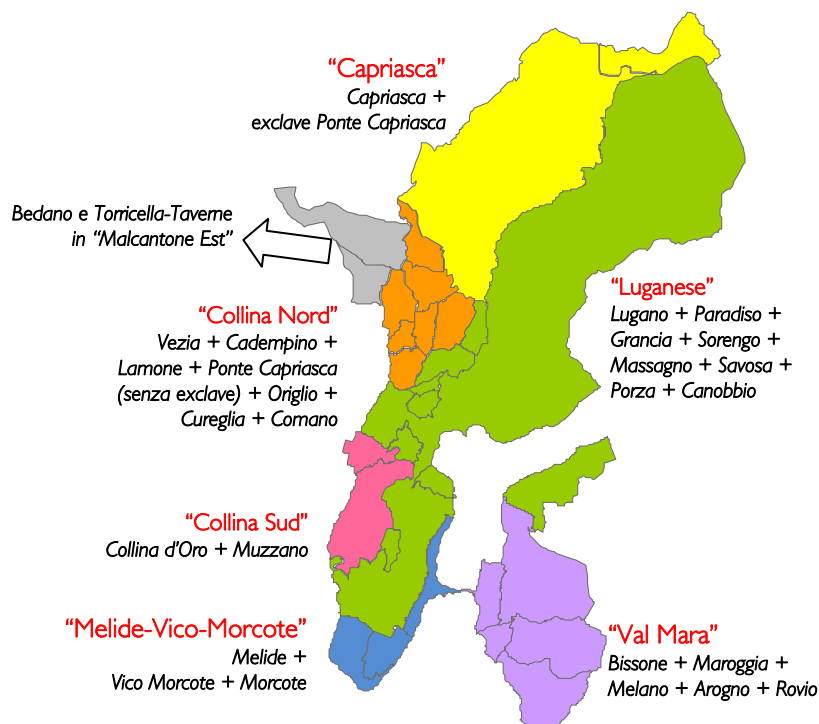 “Capriasca”
Capriasca +
exclave Ponte Capriasca
Bedano e Torricella-Taverne
in “Malcantone Est”
“Collina Nord”
Vezia + Cadempino +
Lamone + Ponte Capriasca
(senza exclave) + Origlio +
Cureglia + Comano
“Luganese”
Lugano + Paradiso +
Grancia + Sorengo +
Massagno + Savosa +
Porza + Canobbio
“Collina Sud”
Collina d’Oro + Muzzano
“Melide-Vico-Morcote”
Melide +
Vico Morcote + Morcote
“Val Mara”
Bissone + Maroggia +
Melano + Arogno + Rovio